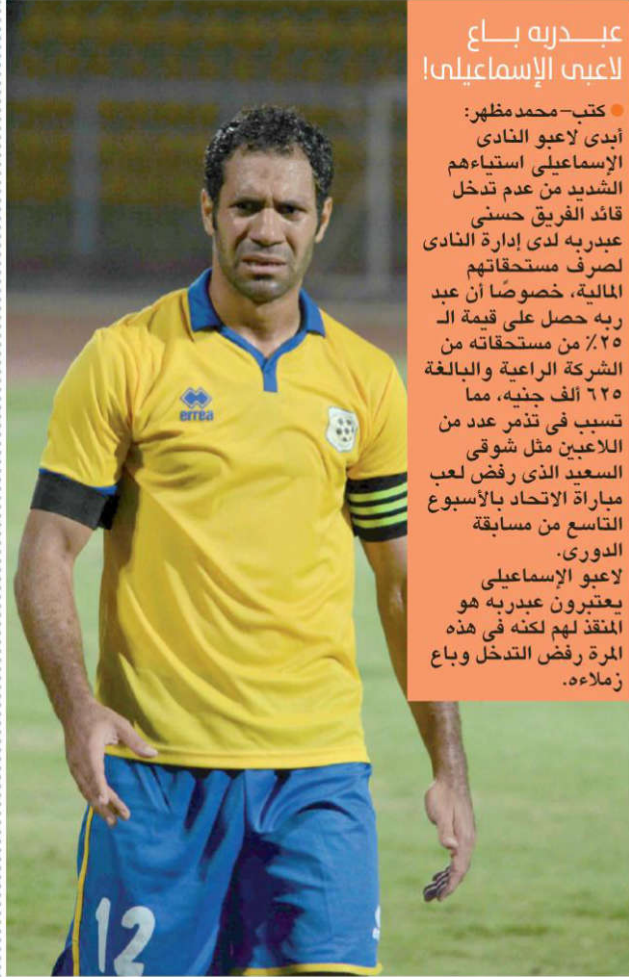 عبـــدربه بـــاع
لاعبى الإسماعيلى!
كتب– محمد مظهر:
أبدى لاعبو النادى
الإسماعيلى استياءهم
الشديد من عدم تدخل
قائد الفريق حسنى
عبدربه لدى إدارة النادى
لصرف مستحقاتهم
المالية، خصوصًا أن عبد
ربه حصل على قيمة الـ
٢٥٪ من مستحقاته من
الشركة الراعية والبالغة
٦٢٥ ألف جنيه، مما
تسبب فى تذمر عدد من
اللاعبين مثل شوقى
السعيد الذى رفض لعب
مباراة الاتحاد بالأسبوع
التاسع من مسابقة
الدورى.
لاعبو الإسماعيلى
يعتبرون عبدربه هو
المنقذ لهم لكنه فى هذه
المرة رفض التدخل وباع
زملاءه.
errea
12